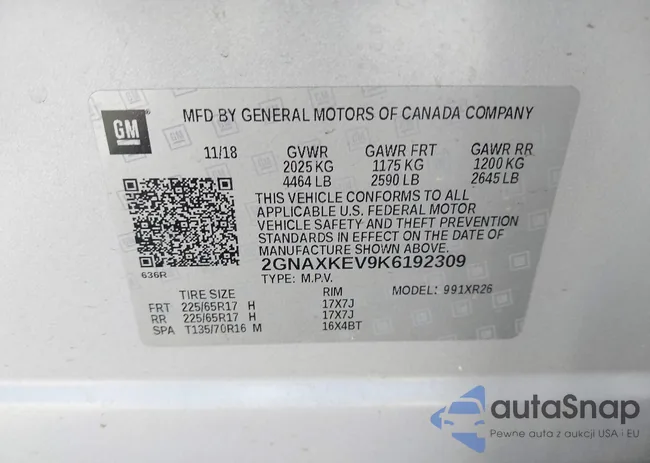 GM
MFD BY GENERAL MOTORS OF CANADA COMPANY
11/18 GVWR GAWR FRT GAWR RR
2025 KG 1175 KG 1200 KG
4464 LB 2590 LB 2645 LB
THIS VEHICLE CONFORMS TO ALL
APPLICABLE U.S. FEDERAL MOTOR
VEHICLE SAFETY AND THEFT PREVENTION
STANDARDS IN EFFECT ON THE DATE OF
MANUFACTURE SHOWN ABOVE.
2GNAXKEV9K6192309
636R
TYPE: M.P.V.
TIRE SIZE RIM MODEL: 991XR26
FRT 225/65R17 H 17X7J
RR 225/65R17 H 17X7J
SPA T135/70R16 M 16X4BT
autaSnap
Pewne auta z aukcji USA i EU